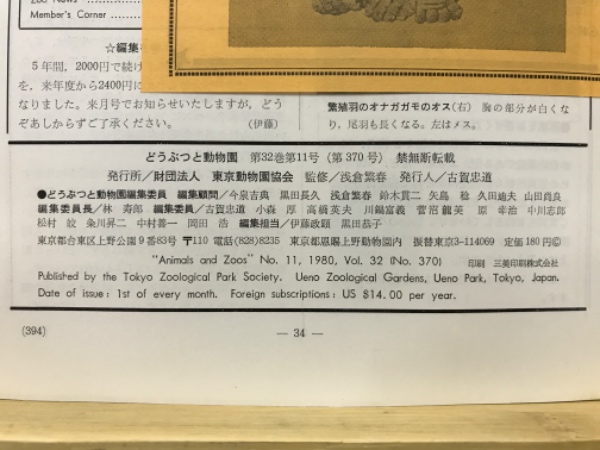 Zoo News
Member's Corner ..........
☆編集
5年間,2000円で続け
を,来年度から2400円に
なりました。来月号でお知らせいたしますが,どう
ぞあしからずご了承ください。 (伊藤)
繁殖羽のオナガガモのオス(右) 胸の部分が白くな
り,尾羽も長くなる。左はメス。
どうぶつと動物園 第32巻第11号(第370号) 禁無断転載
発行所/財団法人 東京動物園協会 監修/浅倉繁春 発行人/古賀忠道
●どうぶつと動物園編集委員 編集顧問/今泉吉典 黒田長久 浅倉繁春 鈴木貫二 矢島 稔 久田迪夫 山田貞良
編集委員長/林 寿郎 編集委員/古賀忠道 小森 厚 高橋英夫 川鍋富義 菅沼龍美 原 幸治 中川志郎
松村 皎 粂川昇二 中村善一 岡田 浩 編集担当/伊藤政顕 黒田恭子
東京都台東区上野公園9番83号 〒110 電話(828)8235 東京都恩賜上野動物園内 振替東京3-114069 定価180円©
"Animals and Zoos" No. 11, 1980, Vol. 32 (No. 370) 印刷 三美印刷株式会社
Published by the Tokyo Zoological Park Society. Ueno Zoological Gardens, Ueno Park, Tokyo, Japan.
Date of issue: 1st of every month. Foreign subscriptions: US $14.00 per year.
(394)
— 34 —